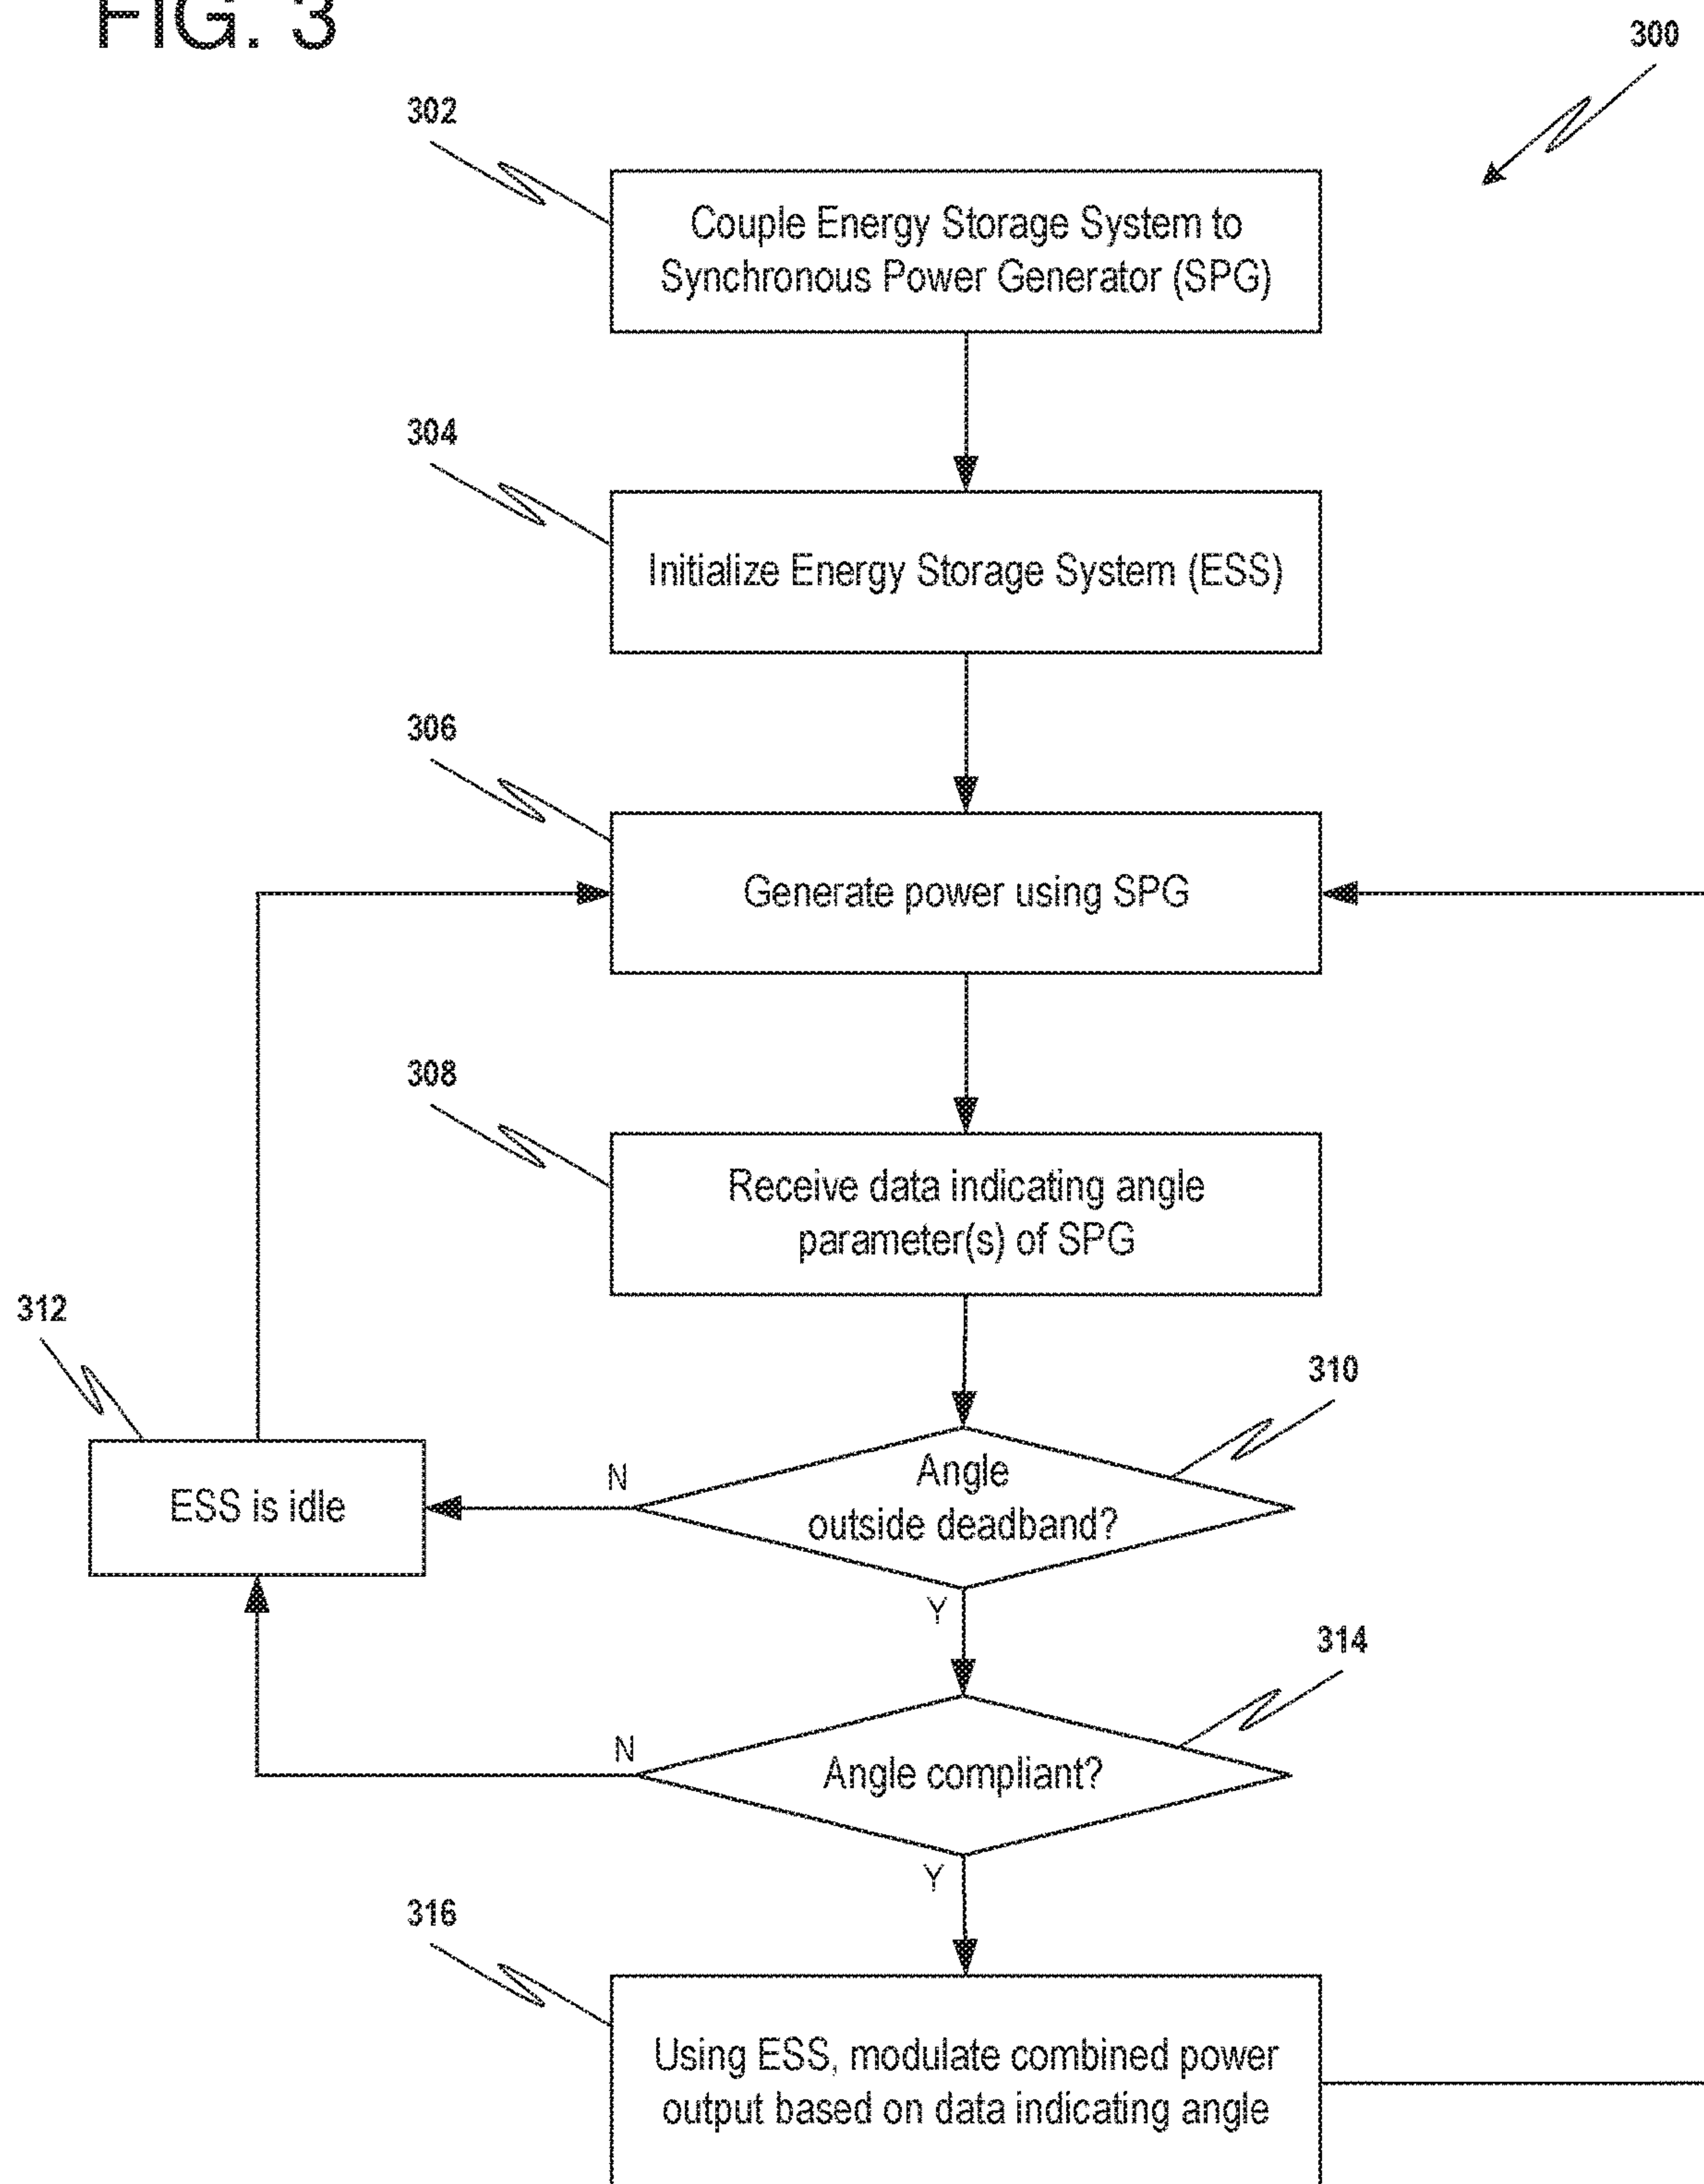 FIG. 3
300
302
Couple Energy Storage System to
Synchronous Power Generator (SPG)
304
Initialize Energy Storage System (ESS)
306
Generate power using SPG
308
Receive data indicating angle
parameter(s) of SPG
312
310
ESS is idle
N
Angle
outside deadband?
Y
314
N
Angle compliant?
Y
316
Using ESS, modulate combined power
output based on data indicating angle